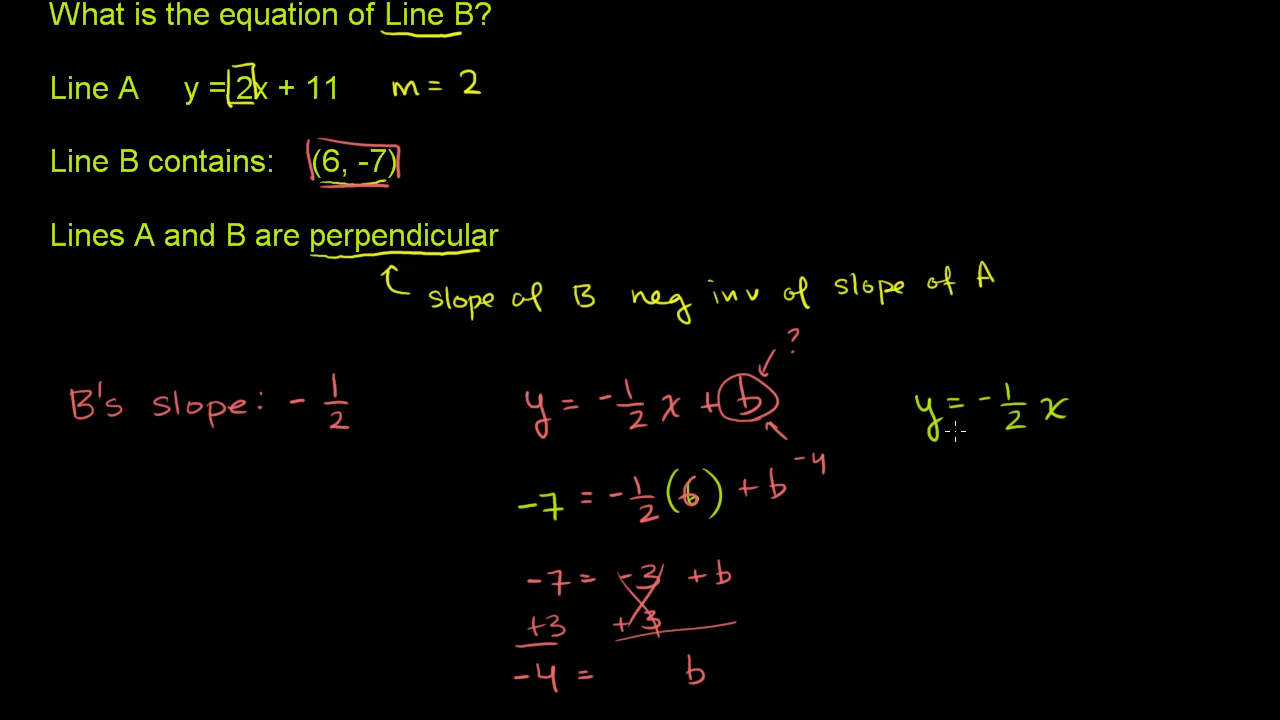 What is the equation of Line B?
Line A y = 2x + 11 m = 2
Line B contains: (6, -7)
Lines A and B are perpendicular
slope of B neg inv of slope of A
?
B's slope: - 1/2 y = - 1/2 x + b y = - 1/2 x
-4
-7 = - 1/2 (6) + b
-7 = -3 + b
+3 +3
-4 = b